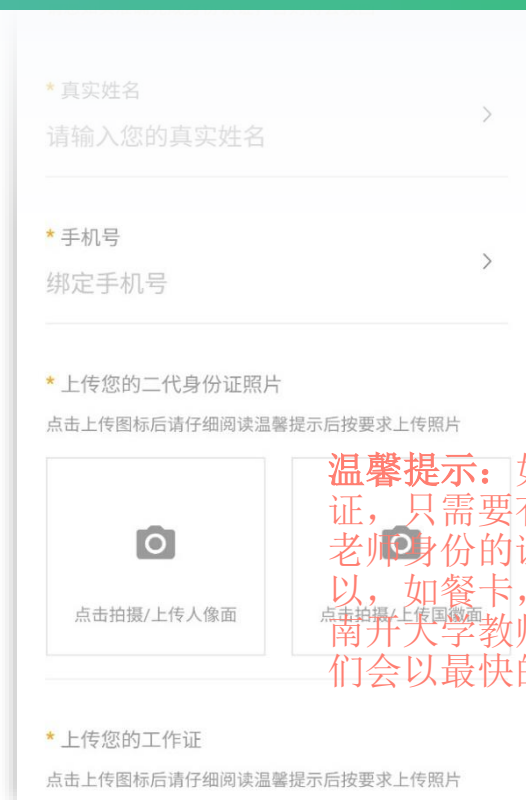 * 真实姓名
请输入您的真实姓名
* 手机号
绑定手机号
* 上传您的二代身份证照片
点击上传图标后请仔细阅读温馨提示后按要求上传照片
点击拍摄/上传人像面
点击拍摄/上传国徽面
温馨提示：
证，只需要
老师身份的
以，如餐卡，
南开大学教师
们会以最快的
* 上传您的工作证
点击上传图标后请仔细阅读温馨提示后按要求上传照片